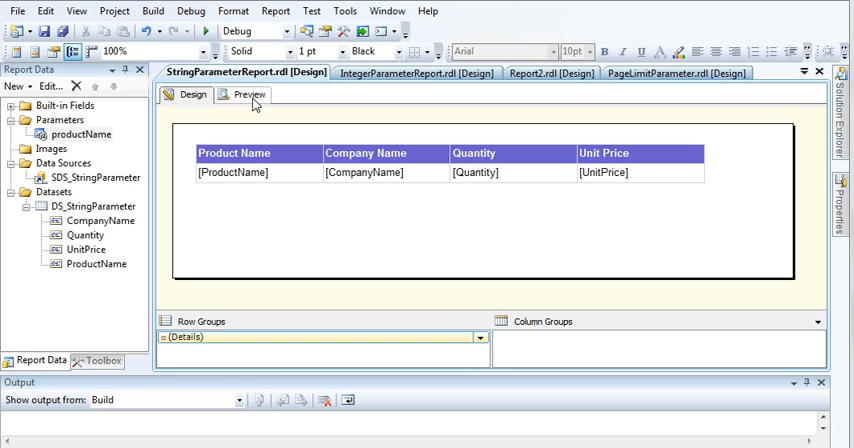 File Edit View Project Build Debug Format Report Test Tools Window Help
Debug
100% Solid 1 pt Black Arial 10pt B I U A
Report Data
StringParameterReport.rdl [Design] IntegerParameterReport.rdl [Design] Report2.rdl [Design] PageLimitParameter.rdl [Design]
New Edit...
Design Preview
Built-in Fields
Parameters
productName
Images
Data Sources
SDS_StringParameter
Datasets
DS_StringParameter
CompanyName
Quantity
UnitPrice
ProductName
Product Name Company Name Quantity Unit Price
[ProductName] [CompanyName] [Quantity] [UnitPrice]
Solution Explorer
Properties
Row Groups Column Groups
(Details)
Report Data Toolbox
Output
Show output from: Build